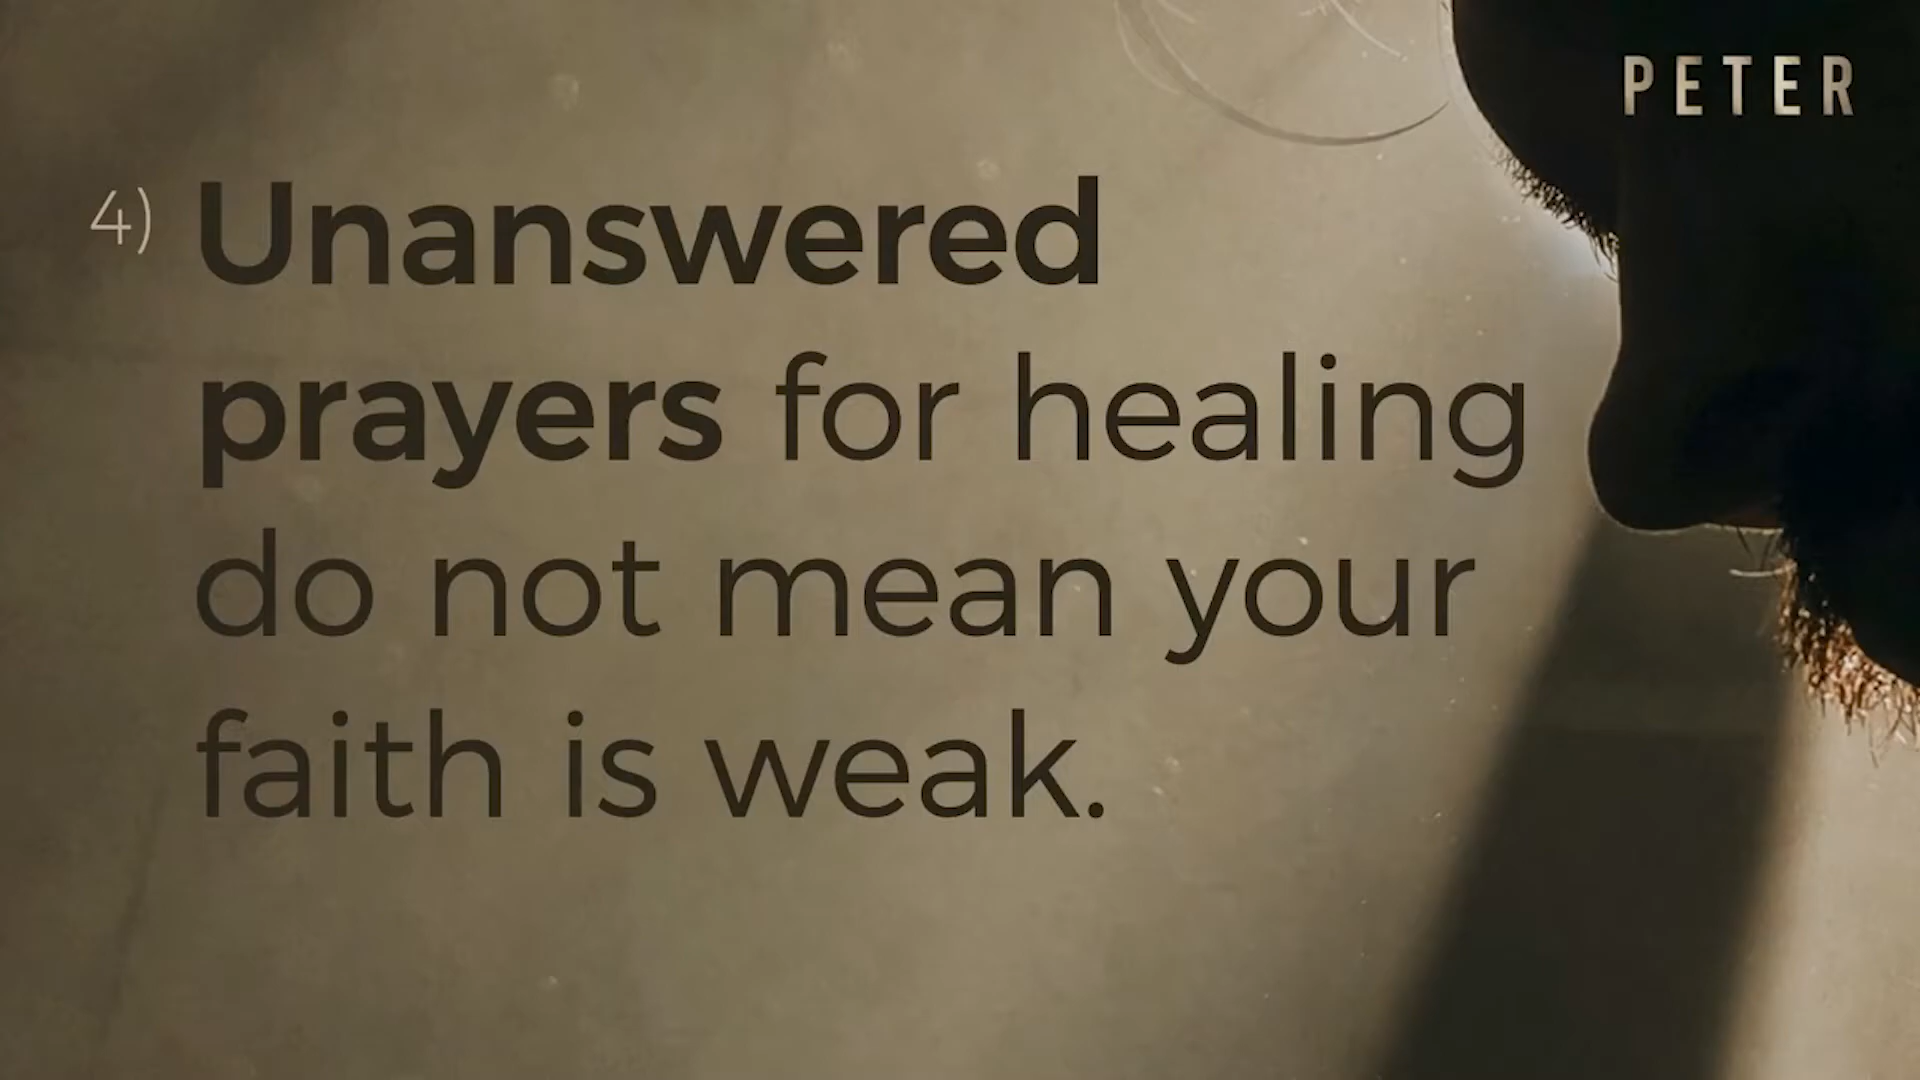 PETER
4) Unanswered
prayers for healing
do not mean your
faith is weak.